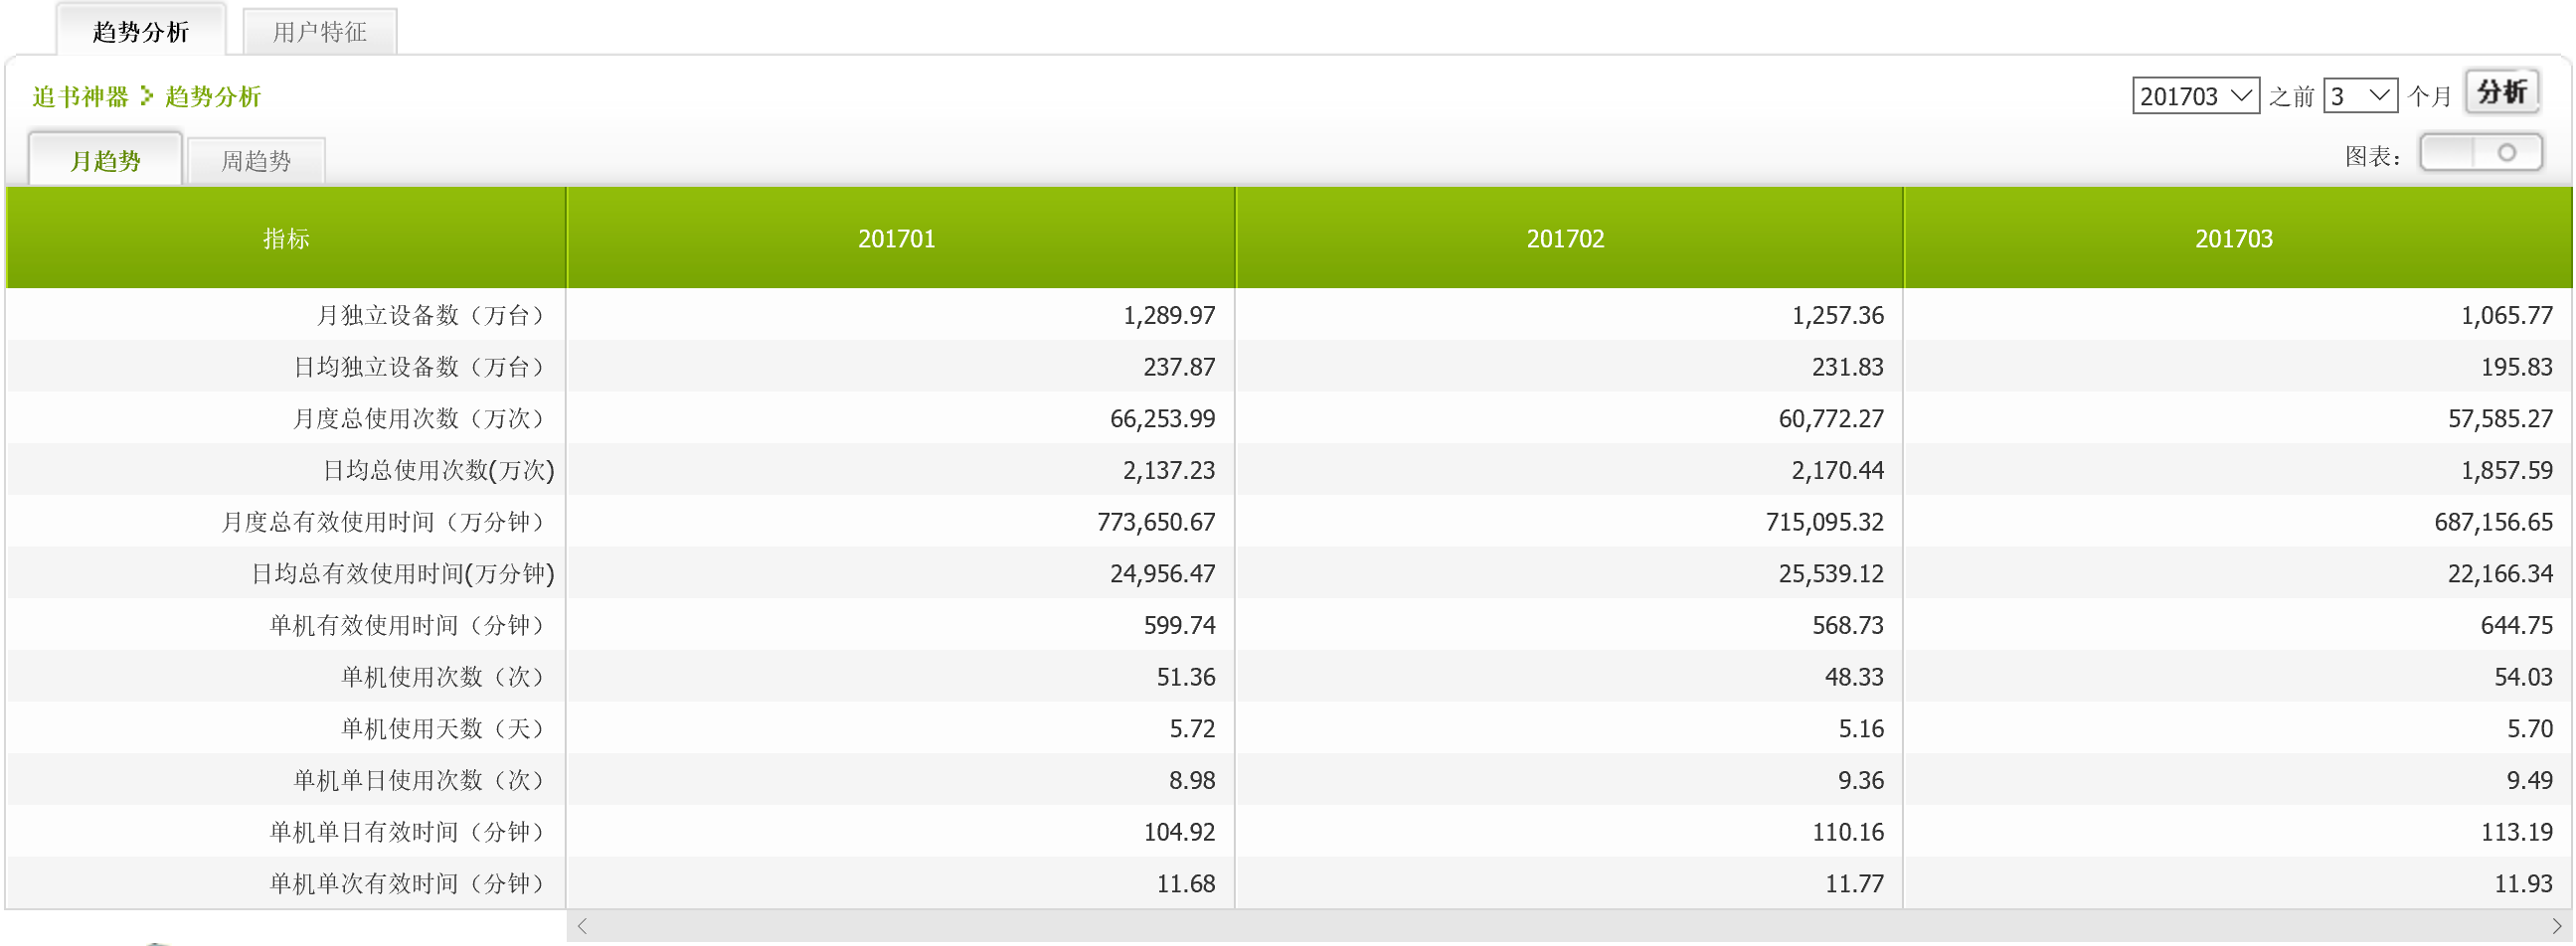 趋势分析 用户特征
追书神器 趋势分析 201703 之前 3 个月 分析
月趋势 周趋势 图表：
指标 201701 201702 201703
月独立设备数（万台） 1,289.97 1,257.36 1,065.77
日均独立设备数（万台） 237.87 231.83 195.83
月度总使用次数（万次） 66,253.99 60,772.27 57,585.27
日均总使用次数(万次) 2,137.23 2,170.44 1,857.59
月度总有效使用时间（万分钟） 773,650.67 715,095.32 687,156.65
日均总有效使用时间(万分钟) 24,956.47 25,539.12 22,166.34
单机有效使用时间（分钟） 599.74 568.73 644.75
单机使用次数（次） 51.36 48.33 54.03
单机使用天数（天） 5.72 5.16 5.70
单机单日使用次数（次） 8.98 9.36 9.49
单机单日有效时间（分钟） 104.92 110.16 113.19
单机单次有效时间（分钟） 11.68 11.77 11.93